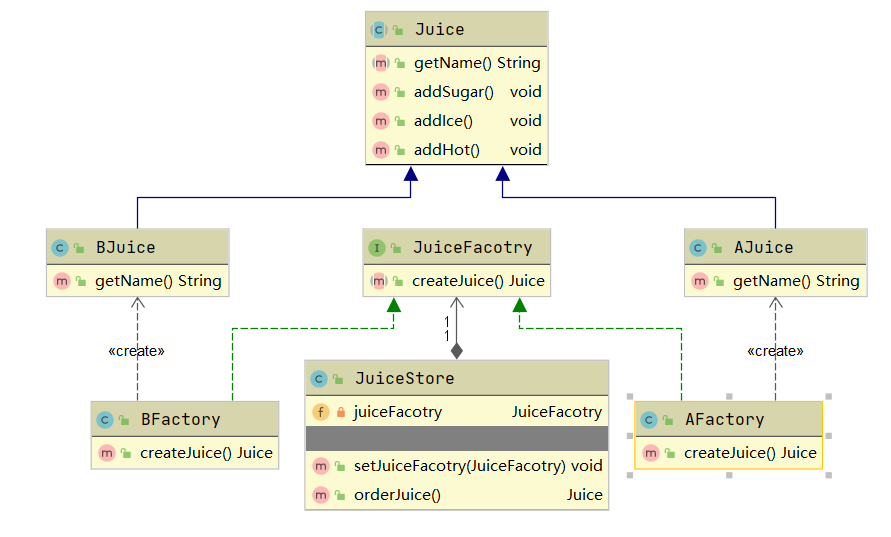 Juice
getName() String
addSugar() void
addIce() void
addHot() void
BJuice
getName() String
JuiceFacotry
createJuice() Juice
AJuice
getName() String
«create»
1
1
«create»
BFactory
createJuice() Juice
JuiceStore
juiceFacotry JuiceFacotry
setJuiceFacotry(JuiceFacotry) void
orderJuice() Juice
AFactory
createJuice() Juice